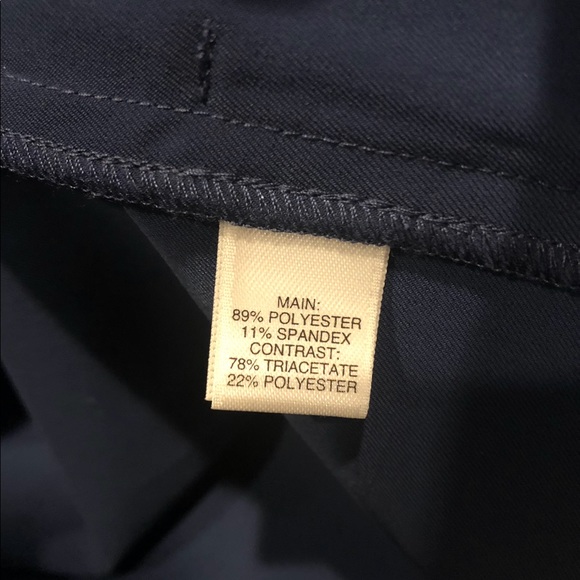 MAIN:
89% POLYESTER
11% SPANDEX
CONTRAST:
78% TRIACETATE
22% POLYESTER